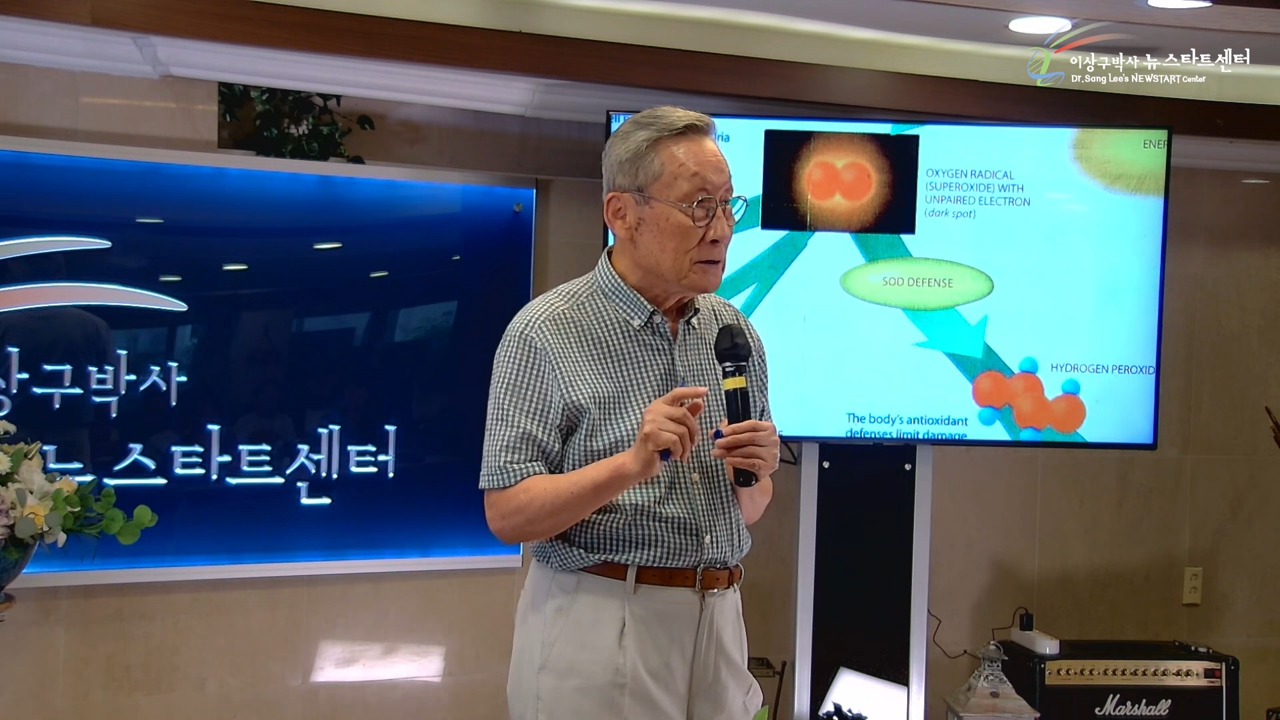 이상구박사 뉴스타트센터
Dr. Sang Lee's NEWSTART Center
OXYGEN RADICAL
(SUPEROXIDE) WITH
UNPAIRED ELECTRON
(dark spot)
SOD DEFENSE
HYDROGEN PEROXID
The body's antioxidant
defenses limit damage
ENER
상구박사
뉴스타트센터
Marshall